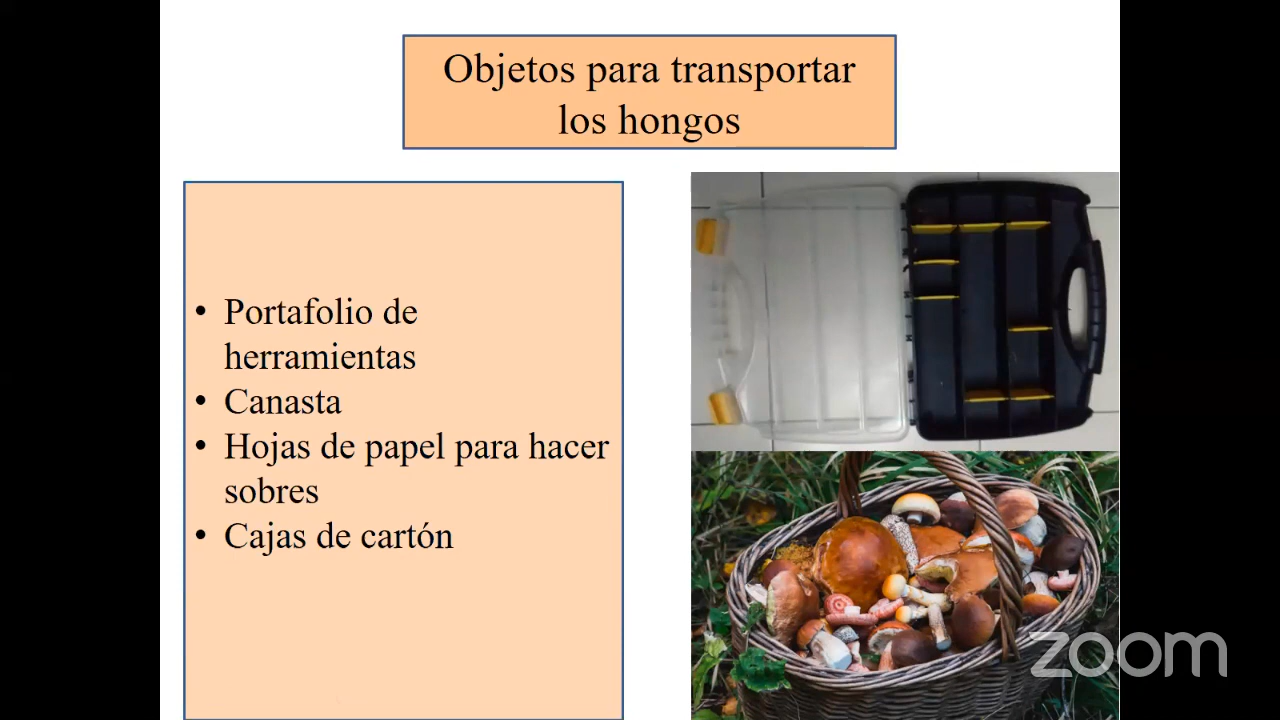 Objetos para transportar
los hongos
• Portafolio de
herramientas
• Canasta
• Hojas de papel para hacer
sobres
• Cajas de cartón
zoom